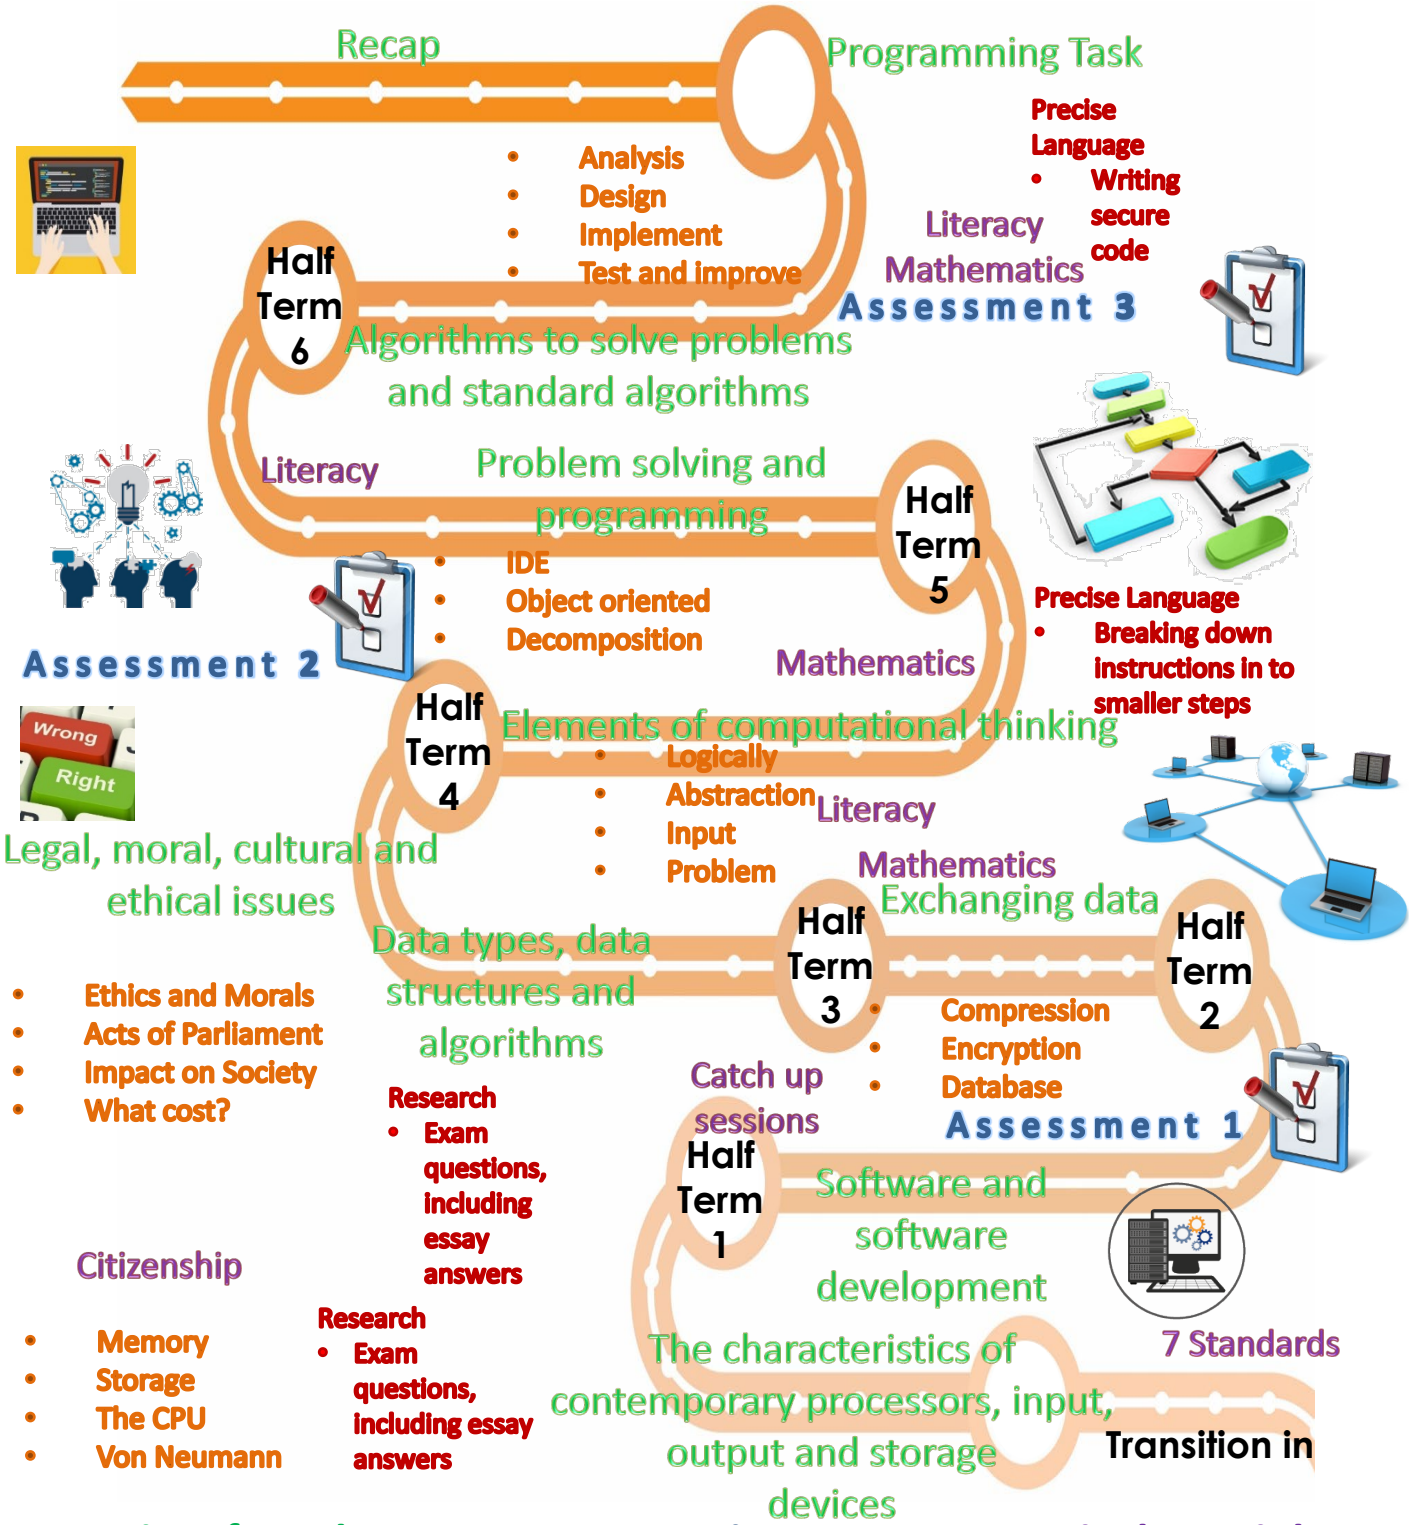 Recap
Programming Task
Precise
Language
• Writing
secure
code
• Analysis
• Design
• Implement
• Test and improve
Literacy
Mathematics
Assessment 3
Half
Term
6
Algorithms to solve problems
and standard algorithms
Literacy
Problem solving and
programming
Half
Term
5
• IDE
• Object oriented
• Decomposition
Precise Language
• Breaking down
instructions in to
smaller steps
Assessment 2
Mathematics
Wrong
Right
Half
Term
4
Elements of computational thinking
• Logically
• Abstraction
• Input
• Problem
Literacy
Mathematics
Legal, moral, cultural and
ethical issues
Exchanging data
Half
Term
3
Half
Term
2
Data types, data
structures and
algorithms
• Ethics and Morals
• Acts of Parliament
• Impact on Society
• What cost?
• Compression
• Encryption
• Database
Catch up
sessions
Assessment 1
Research
• Exam
questions,
including
essay
answers
Half
Term
1
Software and
software
development
Citizenship
Research
• Exam
questions,
including essay
answers
• Memory
• Storage
• The CPU
• Von Neumann
7 Standards
The characteristics of
contemporary processors, input,
output and storage
devices
Transition in